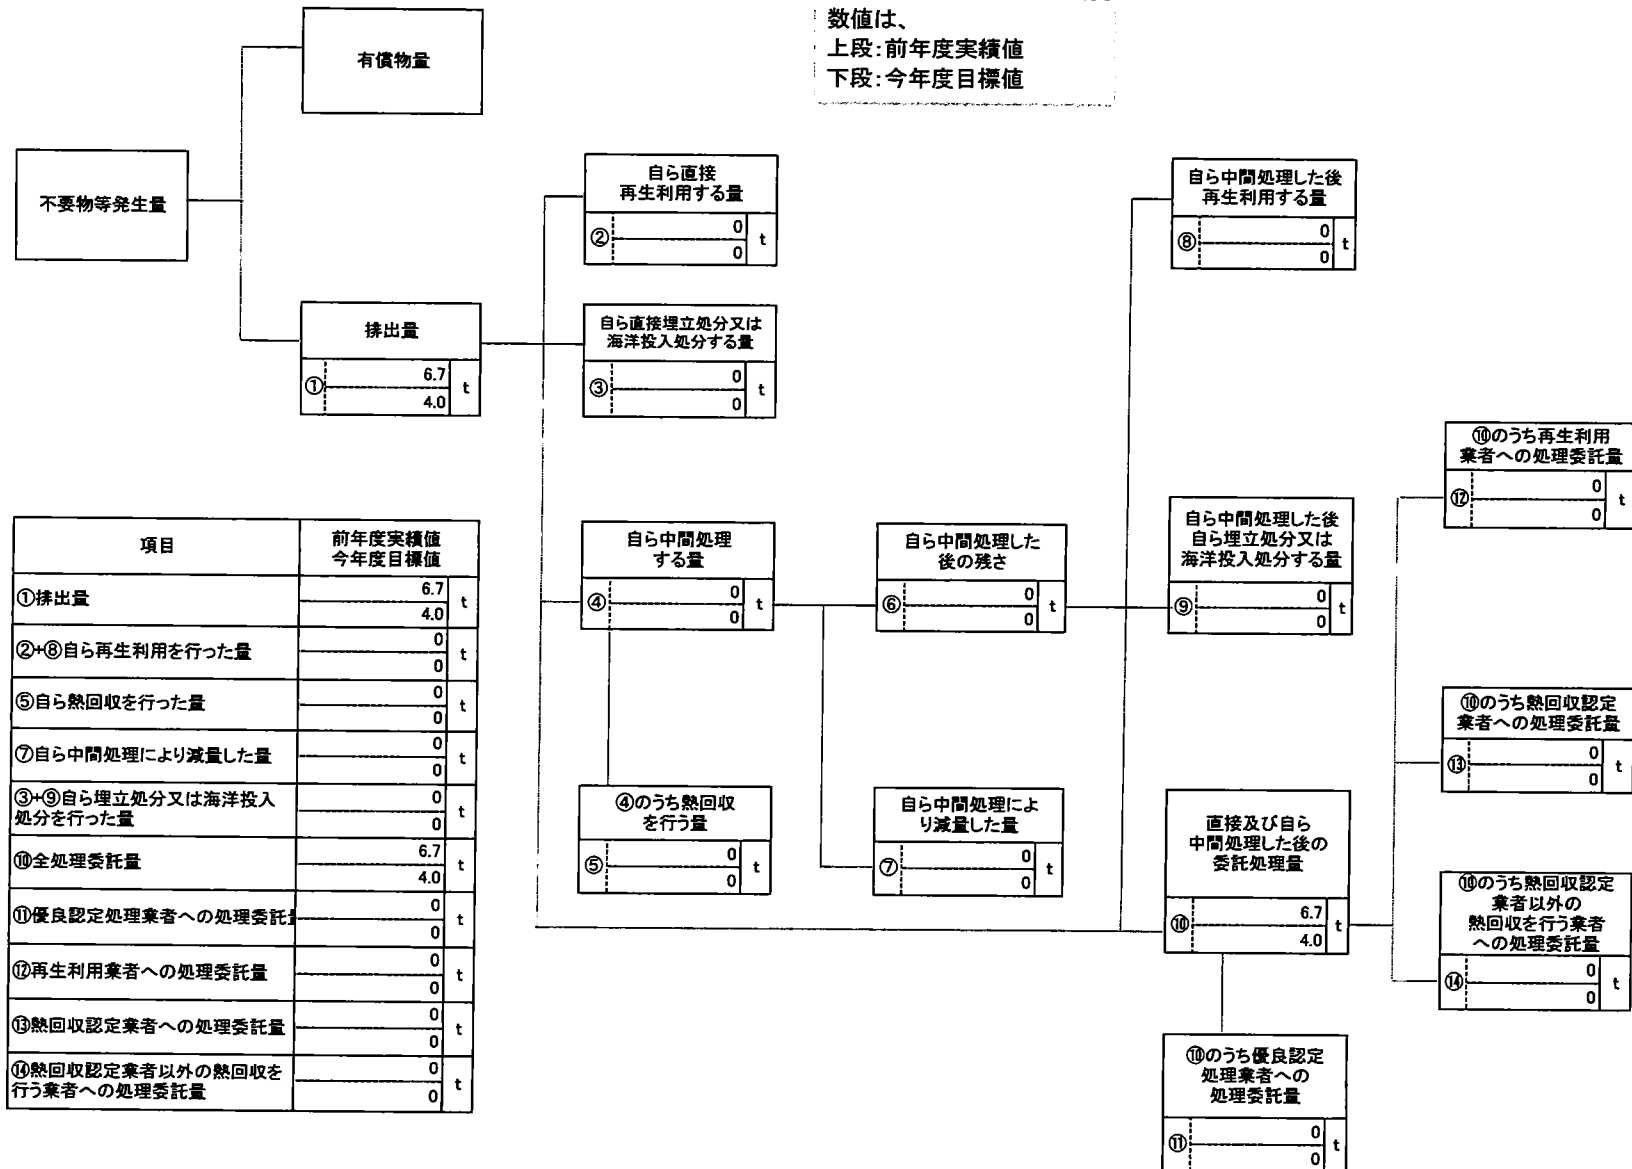 数値は、
上段:前年度実績値
下段:今年度目標値
有償物量
不要物等発生量
排出量
① 6.7 t
4.0
自ら直接
再生利用する量
② 0 t
0
自ら直接埋立処分又は
海洋投入処分する量
③ 0 t
0
自ら中間処理
する量
④ 0 t
0
④のうち熱回収
を行う量
⑤ 0 t
0
自ら中間処理した
後の残さ
⑥ 0 t
0
自ら中間処理によ
り減量した量
⑦ 0 t
0
自ら中間処理した後
再生利用する量
⑧ 0 t
0
自ら中間処理した後
自ら埋立処分又は
海洋投入処分する量
⑨ 0 t
0
直接及び自ら
中間処理した後の
委託処理量
⑩ 6.7 t
4.0
⑩のうち優良認定
処理業者への
処理委託量
⑪ 0 t
0
⑩のうち再生利用
業者への処理委託量
⑫ 0 t
0
⑩のうち熱回収認定
業者への処理委託量
⑬ 0 t
0
⑩のうち熱回収認定
業者以外の
熱回収を行う業者
への処理委託量
⑭ 0 t
0
項目 前年度実績値
今年度目標値
①排出量 6.7 t
4.0
②+⑧自ら再生利用を行った量 0 t
0
⑤自ら熱回収を行った量 0 t
0
⑦自ら中間処理により減量した量 0 t
0
③+⑨自ら埋立処分又は海洋投入 0 t
処分を行った量 0
⑩全処理委託量 6.7 t
4.0
⑪優良認定処理業者への処理委託量 0 t
0
⑫再生利用業者への処理委託量 0 t
0
⑬熱回収認定業者への処理委託量 0 t
0
⑭熱回収認定業者以外の熱回収を 0 t
行う業者への処理委託量 0